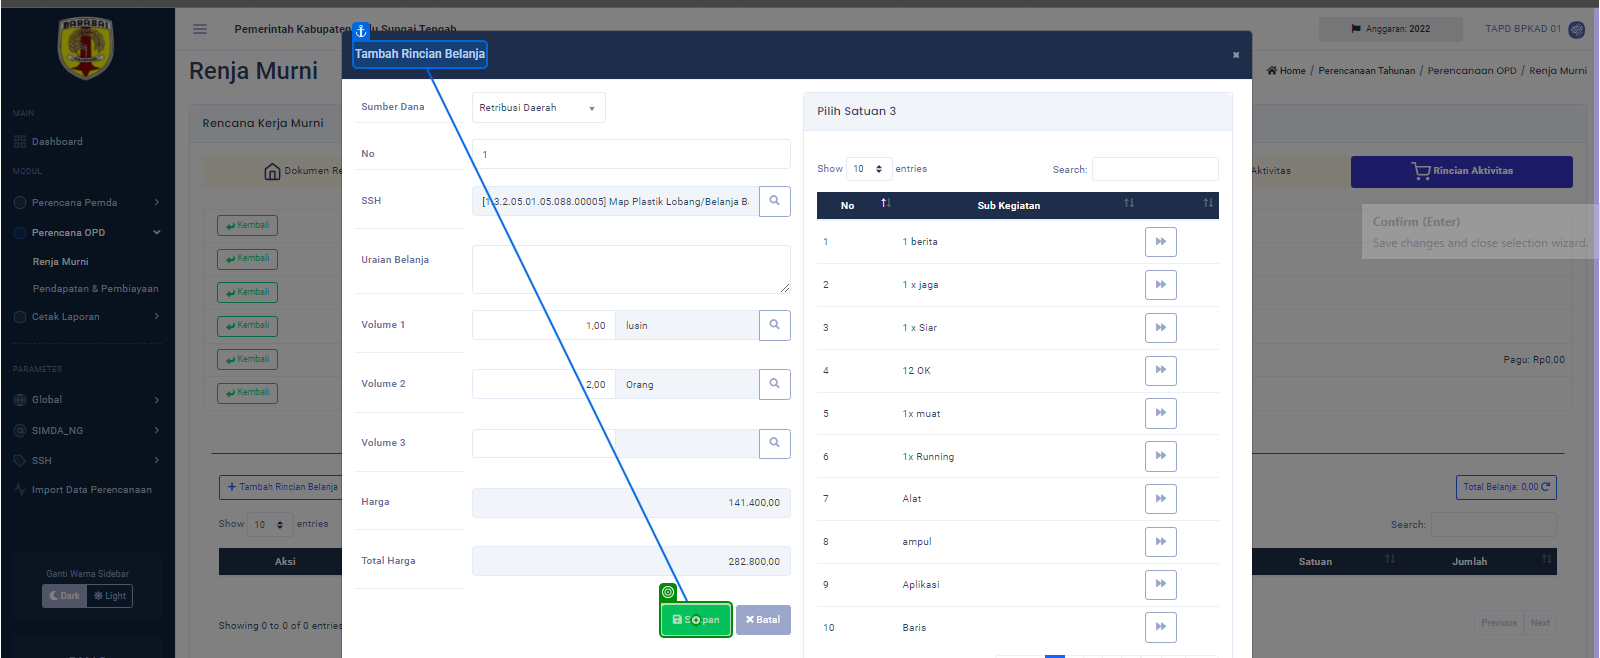 BARABAI
Pemerintah Kabupaten Hulu Sungai Tengah
Anggaran: 2022
TAPD BPKAD 01
Renja Murni
Home / Perencanaan Tahunan / Perencanaan OPD / Renja Murni
MAIN
Dashboard
MODUL
Perencana Pemda
Perencana OPD
Renja Murni
Pendapatan & Pembiayaan
Cetak Laporan
PARAMETER
Global
SIMDA_NG
SSH
Import Data Perencanaan
Ganti Warna Sidebar
Dark
Light
Rencana Kerja Murni
Dokumen Re
Aktivitas
Rincian Aktivitas
Kembali
Kembali
Kembali
Kembali
Kembali
Kembali
Confirm (Enter)
Save changes and close selection wizard.
Pagu: Rp0,00
+ Tambah Rincian Belanja
Total Belanja: 0,00
Show 10 entries
Search:
Aksi
Satuan
Jumlah
Showing 0 to 0 of 0 entries
Previous
Next
Tambah Rincian Belanja
×
Sumber Dana
Retribusi Daerah
No
1
SSH
[1.3.2.05.01.05.088.00005] Map Plastik Lobang/Belanja B
Uraian Belanja
Volume 1
1,00
lusin
Volume 2
2,00
Orang
Volume 3
Harga
141.400,00
Total Harga
282.800,00
Simpan
Batal
Pilih Satuan 3
Show 10 entries
Search:
No
Sub Kegiatan
1
1 berita
2
1 x jaga
3
1 x Siar
4
12 OK
5
1x muat
6
1x Running
7
Alat
8
ampul
9
Aplikasi
10
Baris